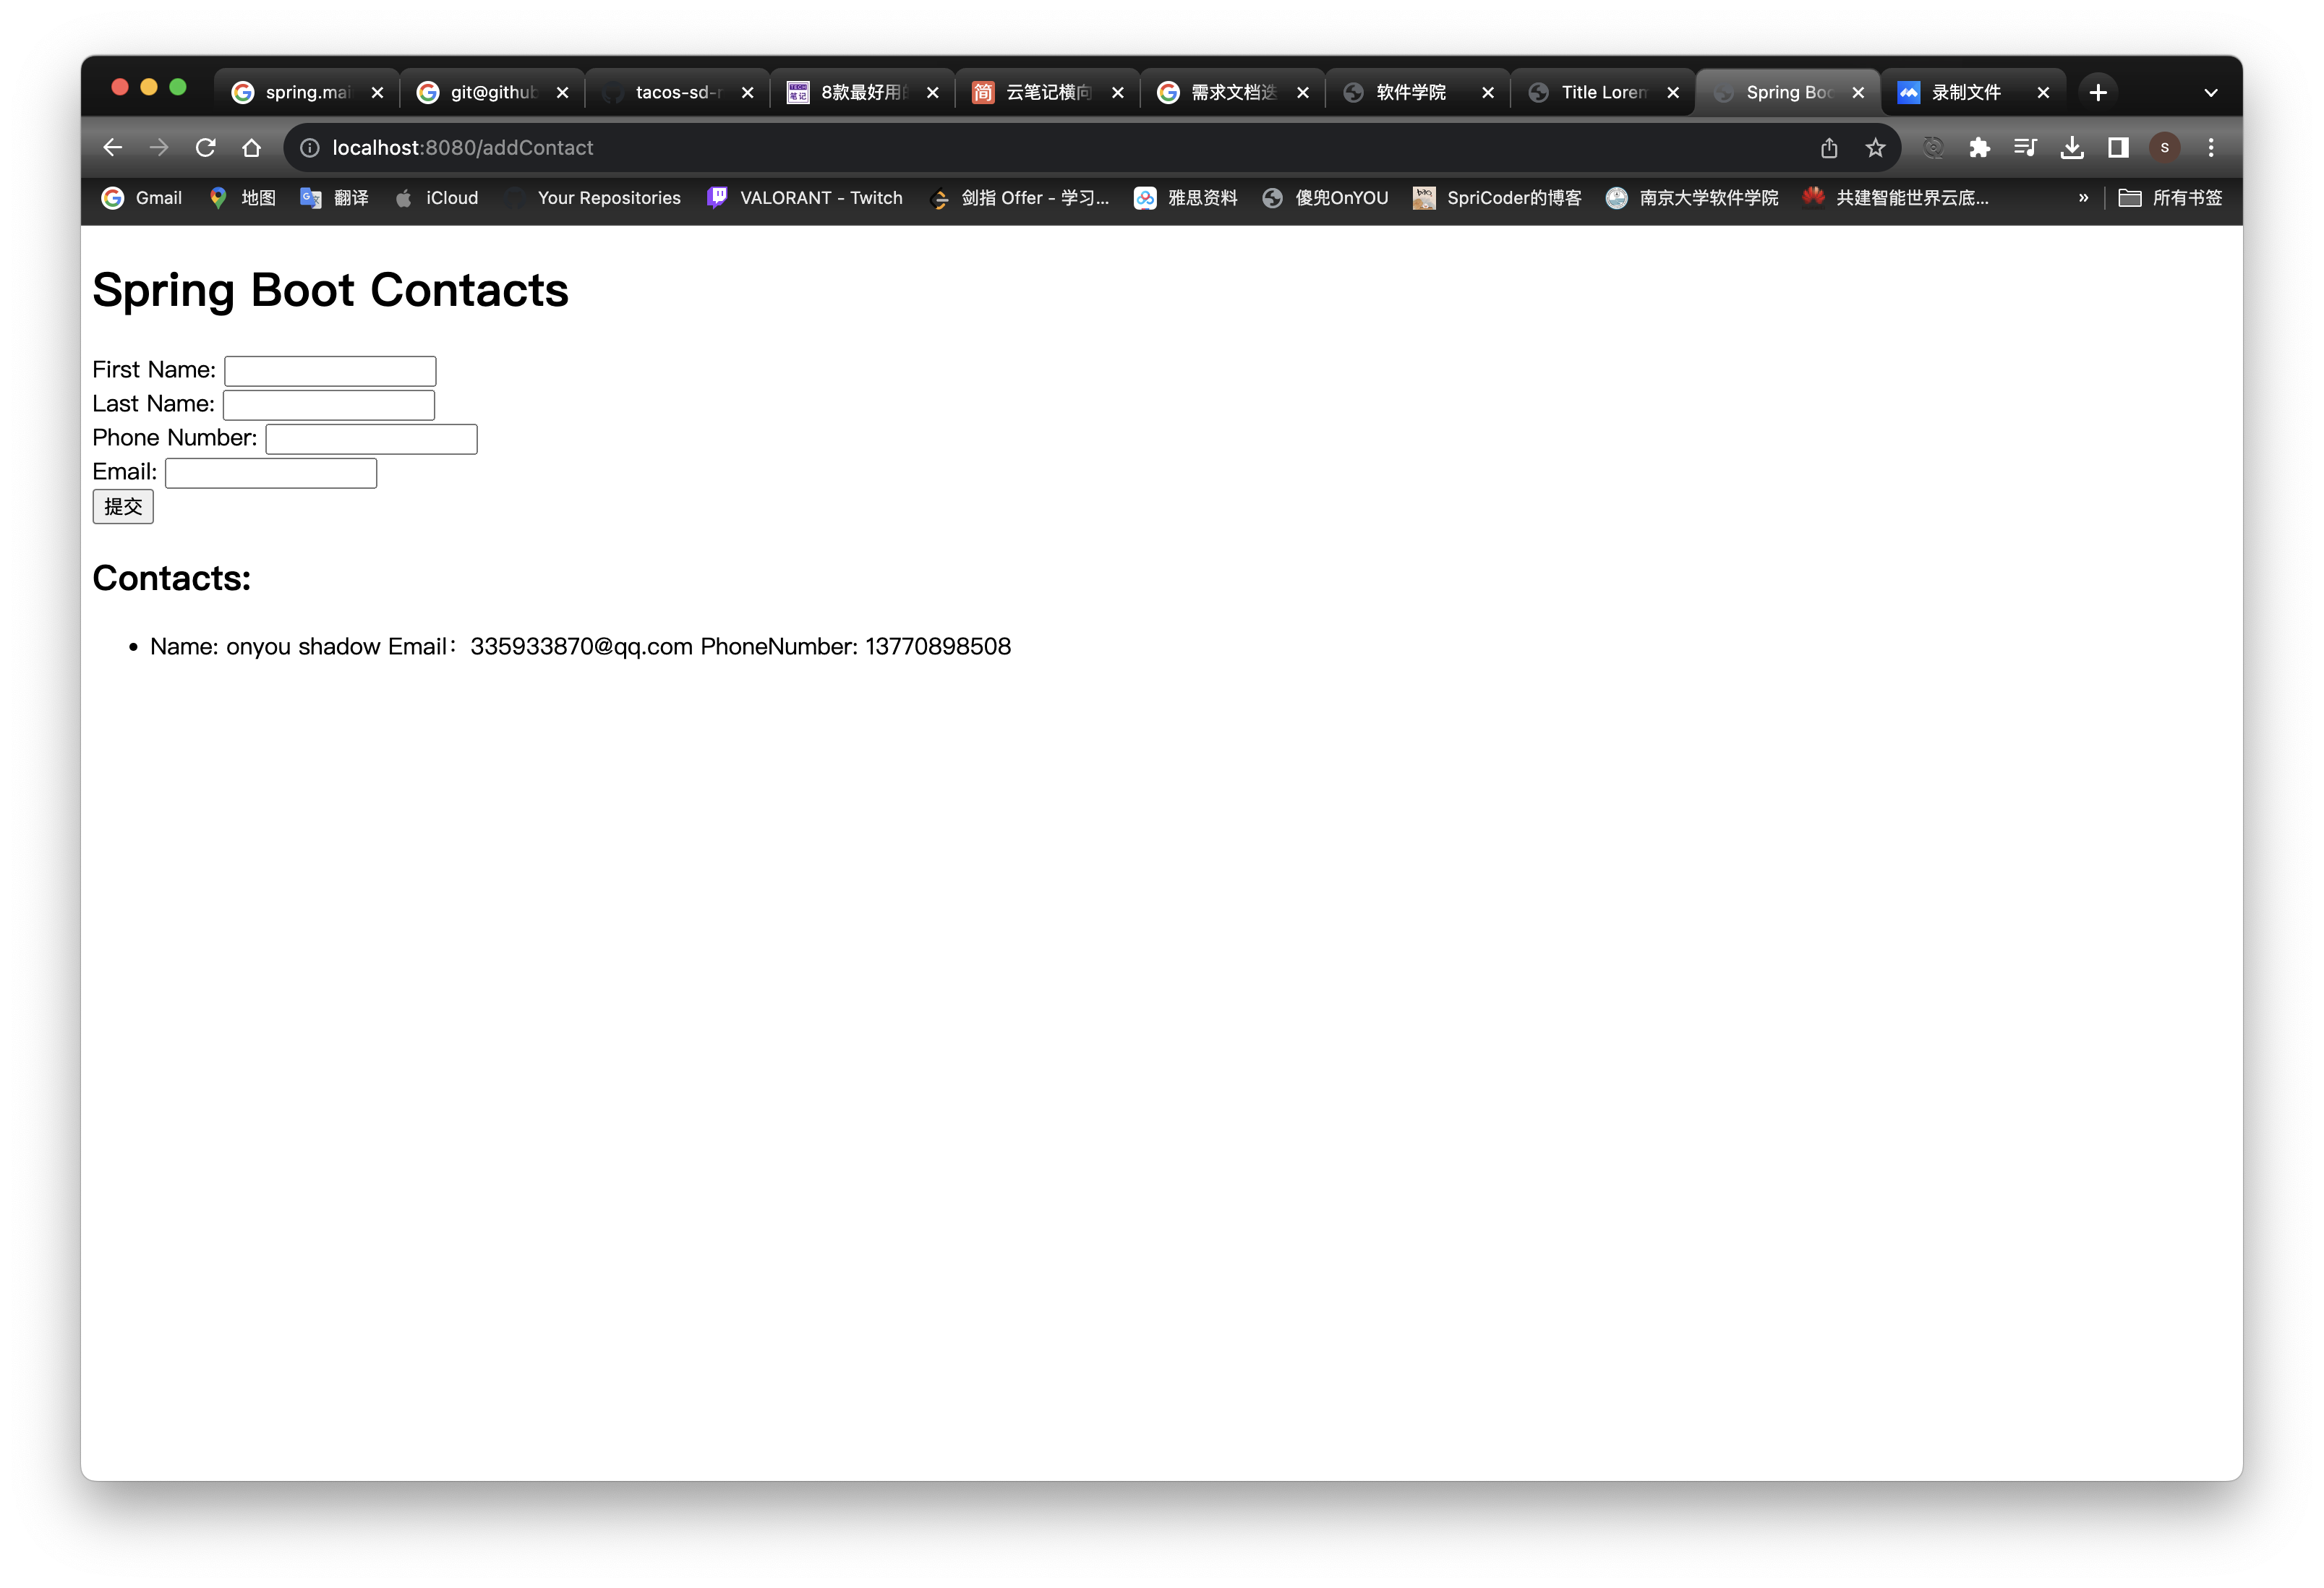 spring.mai
git@github
tacos-sd-r
8款最好用的
云笔记横向
需求文档迭
软件学院
Title Lorem
Spring Boo
录制文件
localhost:8080/addContact
S
Gmail
地图
翻译
iCloud
Your Repositories
VALORANT - Twitch
剑指 Offer - 学习...
雅思资料
傻兜OnYOU
SpriCoder的博客
南京大学软件学院
共建智能世界云底...
»
所有书签
Spring Boot Contacts
First Name:
Last Name:
Phone Number:
Email:
提交
Contacts:
• Name: onyou shadow Email：335933870@qq.com PhoneNumber: 13770898508